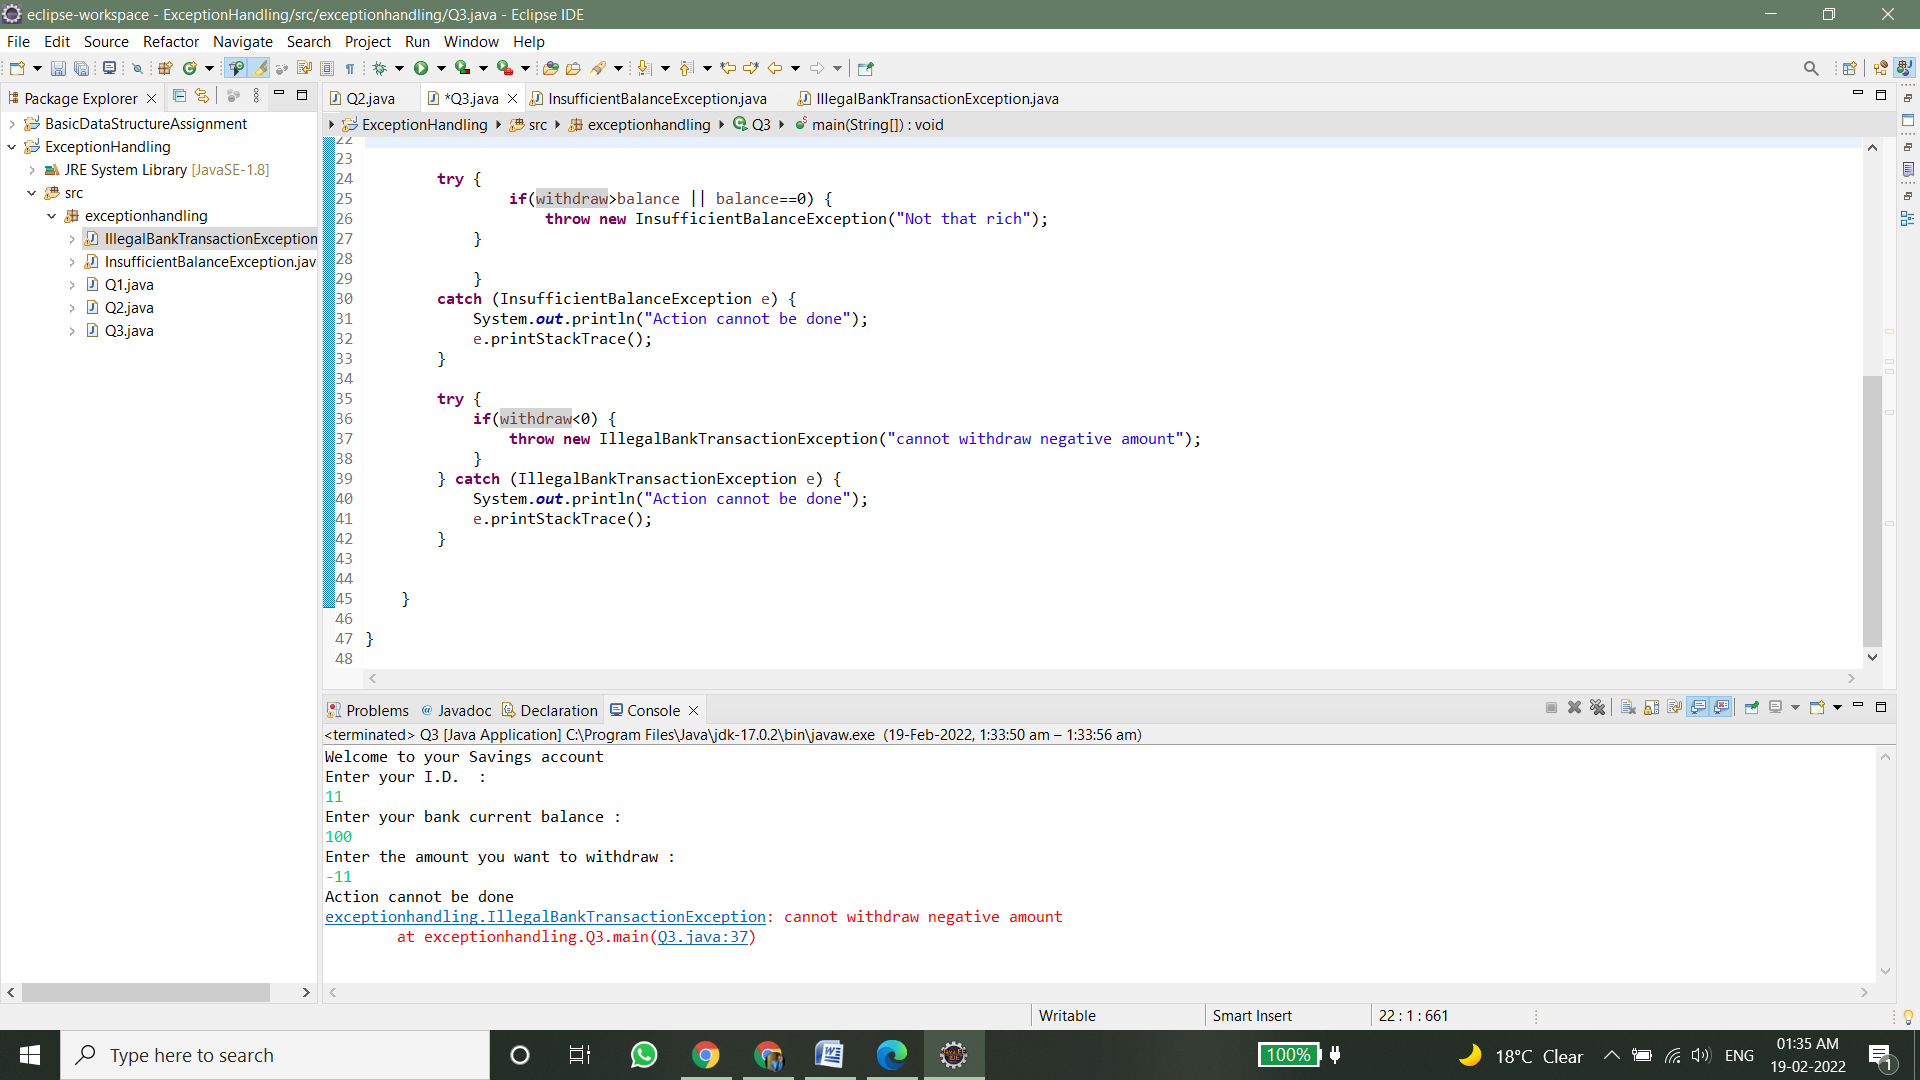 eclipse-workspace - ExceptionHandling/src/exceptionhandling/Q3.java - Eclipse IDE
File Edit Source Refactor Navigate Search Project Run Window Help
Package Explorer
Q2.java *Q3.java InsufficientBalanceException.java IllegalBankTransactionException.java
ExceptionHandling src exceptionhandling Q3 main(String[]) : void
BasicDataStructureAssignment
ExceptionHandling
JRE System Library [JavaSE-1.8]
src
exceptionhandling
IllegalBankTransactionException
InsufficientBalanceException.jav
Q1.java
Q2.java
Q3.java
22
23
24 try {
25 if(withdraw>balance || balance==0) {
26 throw new InsufficientBalanceException("Not that rich");
27 }
28
29 }
30 catch (InsufficientBalanceException e) {
31 System.out.println("Action cannot be done");
32 e.printStackTrace();
33 }
34
35 try {
36 if(withdraw<0) {
37 throw new IllegalBankTransactionException("cannot withdraw negative amount");
38 }
39 } catch (IllegalBankTransactionException e) {
40 System.out.println("Action cannot be done");
41 e.printStackTrace();
42 }
43
44
45 }
46
47 }
48
Problems Javadoc Declaration Console
<terminated> Q3 [Java Application] C:\Program Files\Java\jdk-17.0.2\bin\javaw.exe (19-Feb-2022, 1:33:50 am – 1:33:56 am)
Welcome to your Savings account
Enter your I.D.  :
11
Enter your bank current balance :
100
Enter the amount you want to withdraw :
-11
Action cannot be done
exceptionhandling.IllegalBankTransactionException: cannot withdraw negative amount
at exceptionhandling.Q3.main(Q3.java:37)
Writable Smart Insert 22 : 1 : 661
Type here to search
100% 18°C Clear ENG 01:35 AM
19-02-2022
1